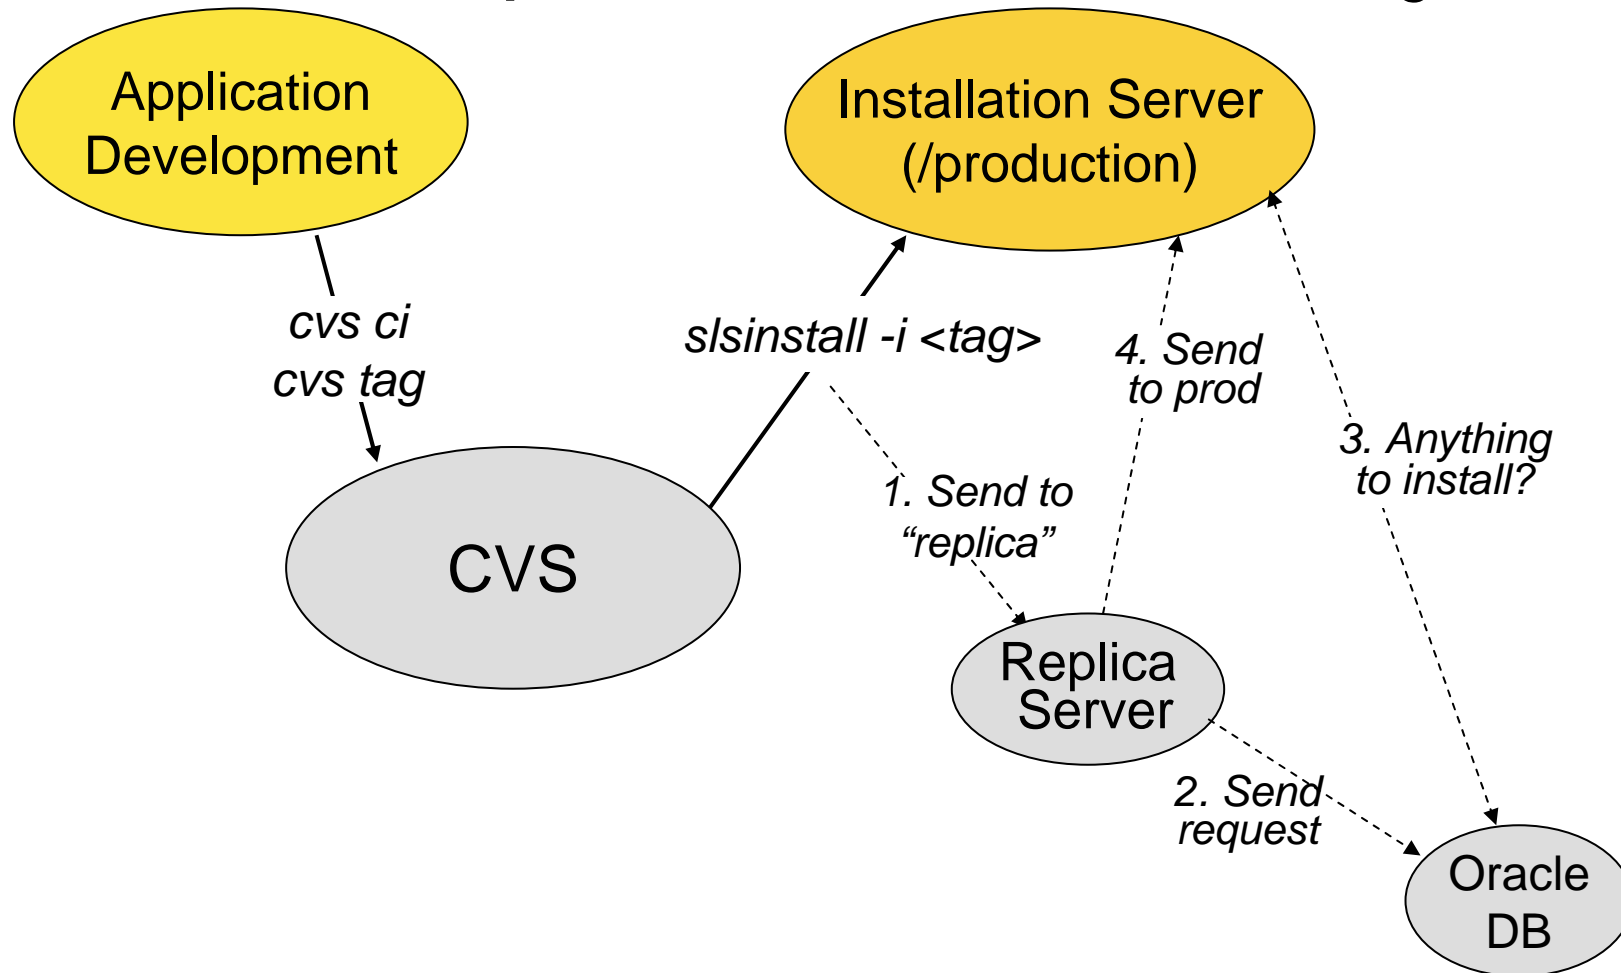 Application
Development
Installation Server
(/production)
cvs ci
cvs tag
slsinstall -i <tag>
4. Send
to prod
3. Anything
to install?
1. Send to
“replica”
CVS
Replica
Server
2. Send
request
Oracle
DB